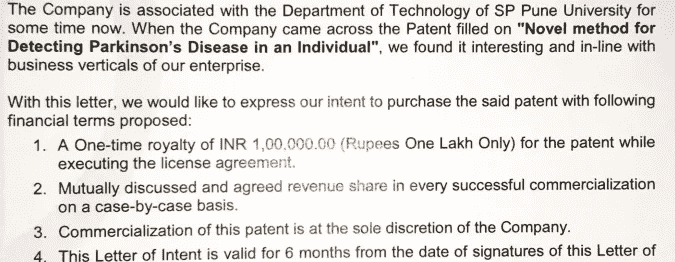 The Company is associated with the Department of Technology of SP Pune University for
some time now. When the Company came across the Patent filled on "Novel method for
Detecting Parkinson's Disease in an Individual", we found it interesting and in-line with
business verticals of our enterprise.
With this letter, we would like to express our intent to purchase the said patent with following
financial terms proposed:
1. A One-time royalty of INR 1,00,000.00 (Rupees One Lakh Only) for the patent while
executing the license agreement.
2. Mutually discussed and agreed revenue share in every successful commercialization
on a case-by-case basis.
3. Commercialization of this patent is at the sole discretion of the Company.
4. This Letter of Intent is valid for 6 months from the date of signatures of this Letter of